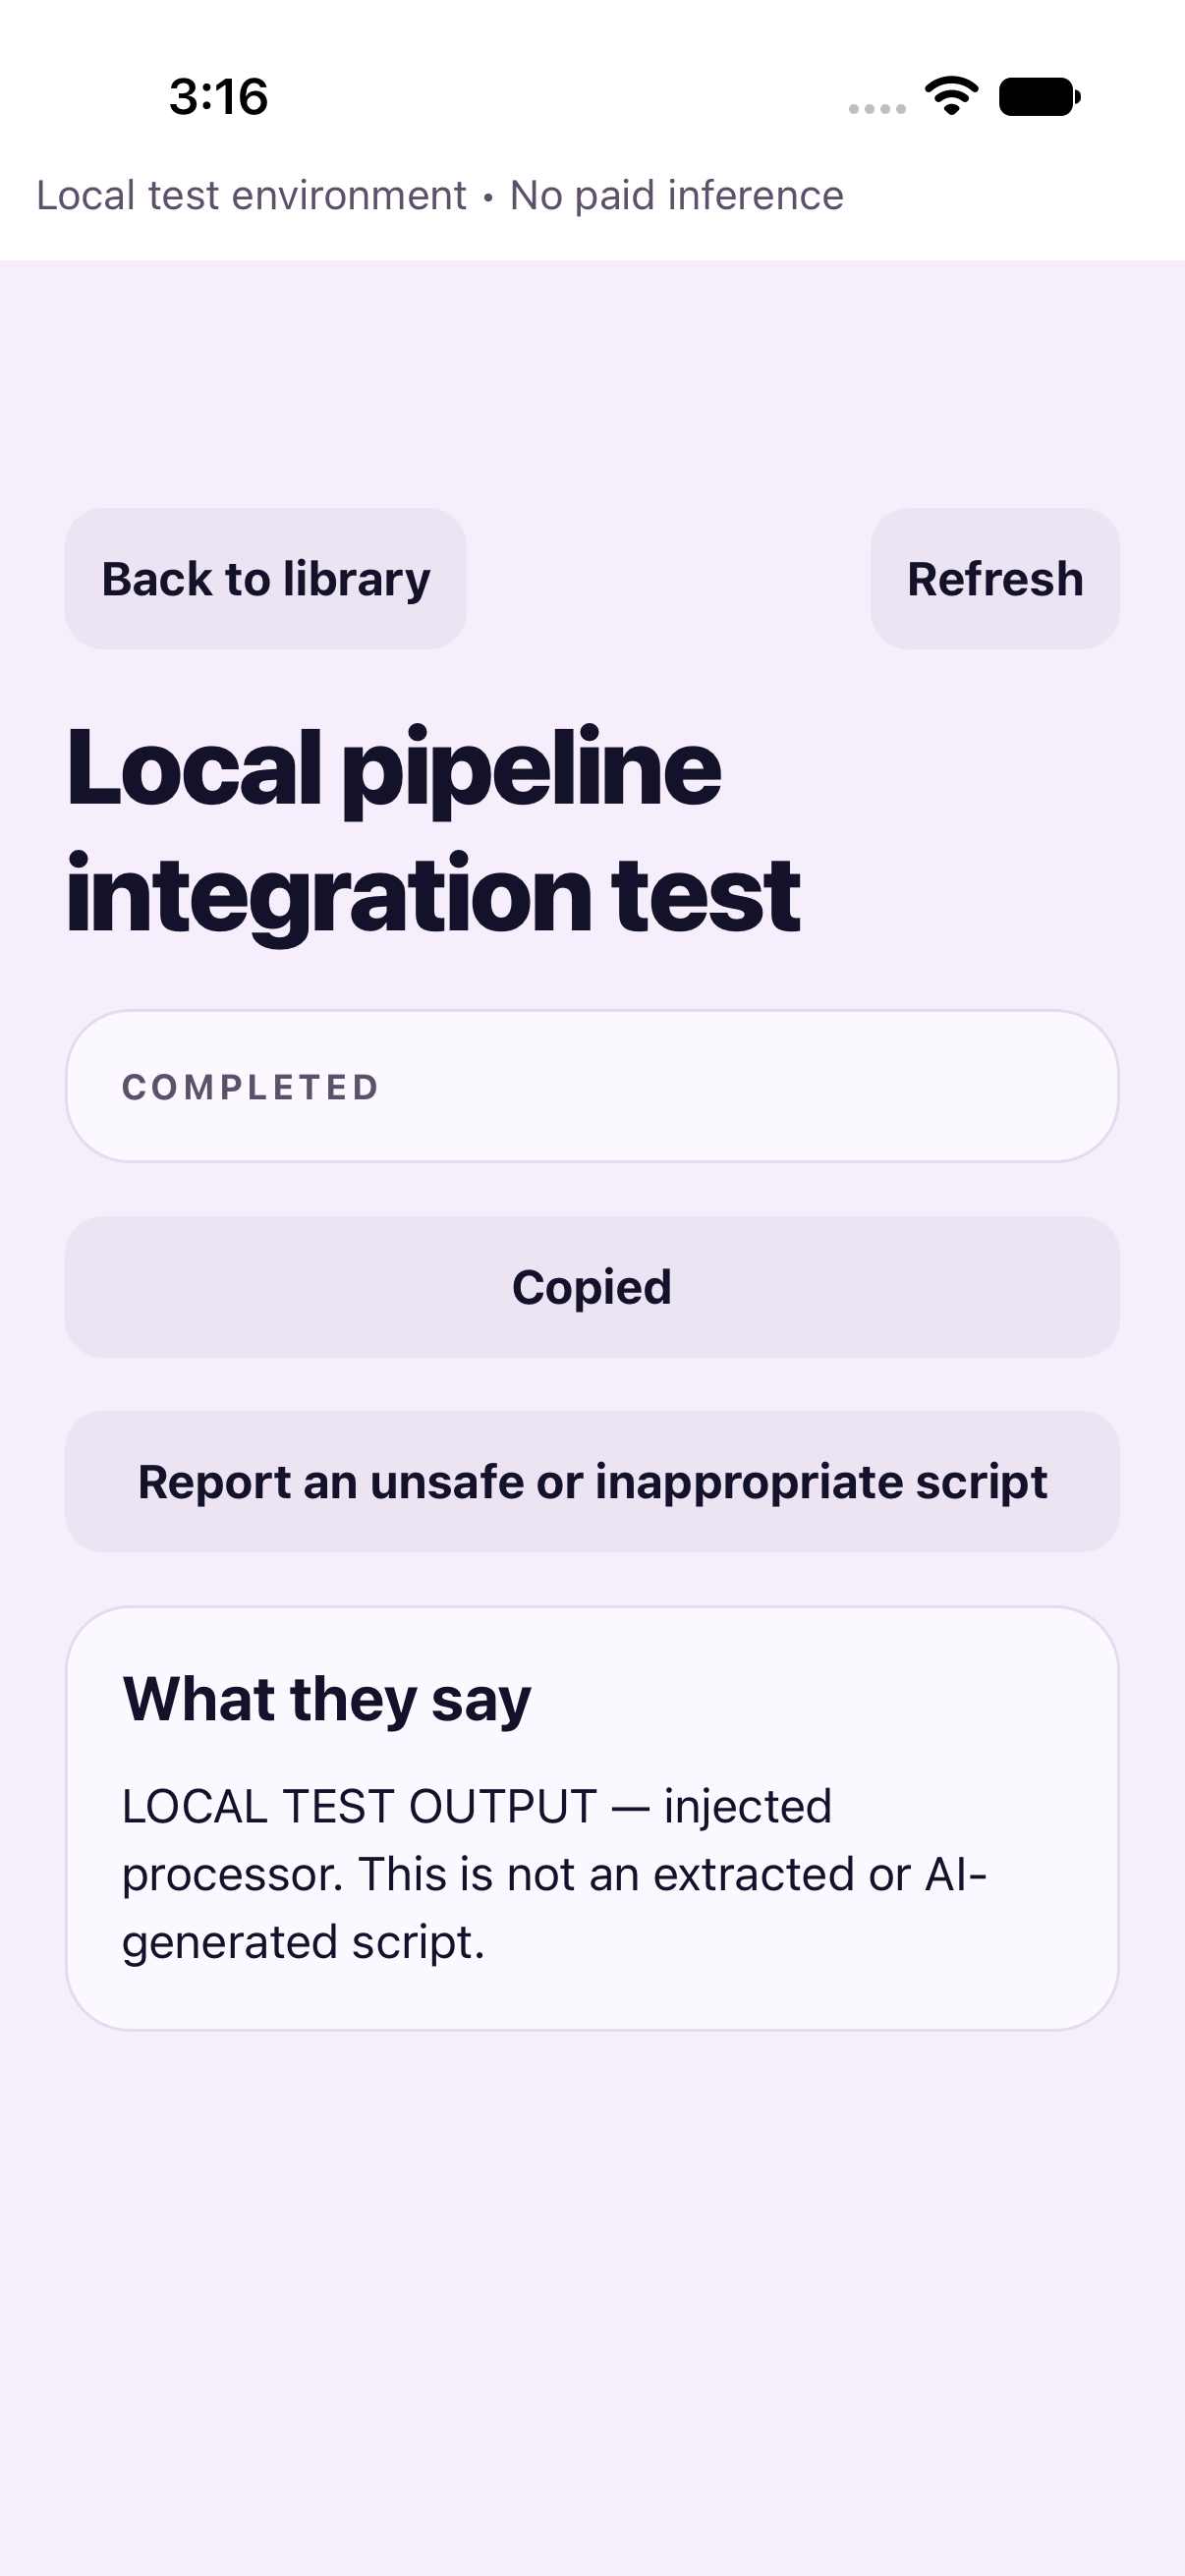 3:16
Local test environment • No paid inference
Back to library
Refresh
Local pipeline
integration test
COMPLETED
Copied
Report an unsafe or inappropriate script
What they say
LOCAL TEST OUTPUT — injected
processor. This is not an extracted or AI-
generated script.